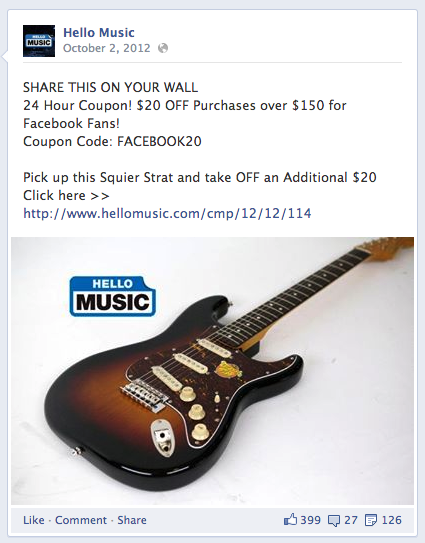 Hello Music
October 2, 2012
SHARE THIS ON YOUR WALL
24 Hour Coupon! $20 OFF Purchases over $150 for
Facebook Fans!
Coupon Code: FACEBOOK20
Pick up this Squier Strat and take OFF an Additional $20
Click here >>
http://www.hellomusic.com/cmp/12/12/114
HELLO
MUSIC
Like · Comment · Share 399 27 126